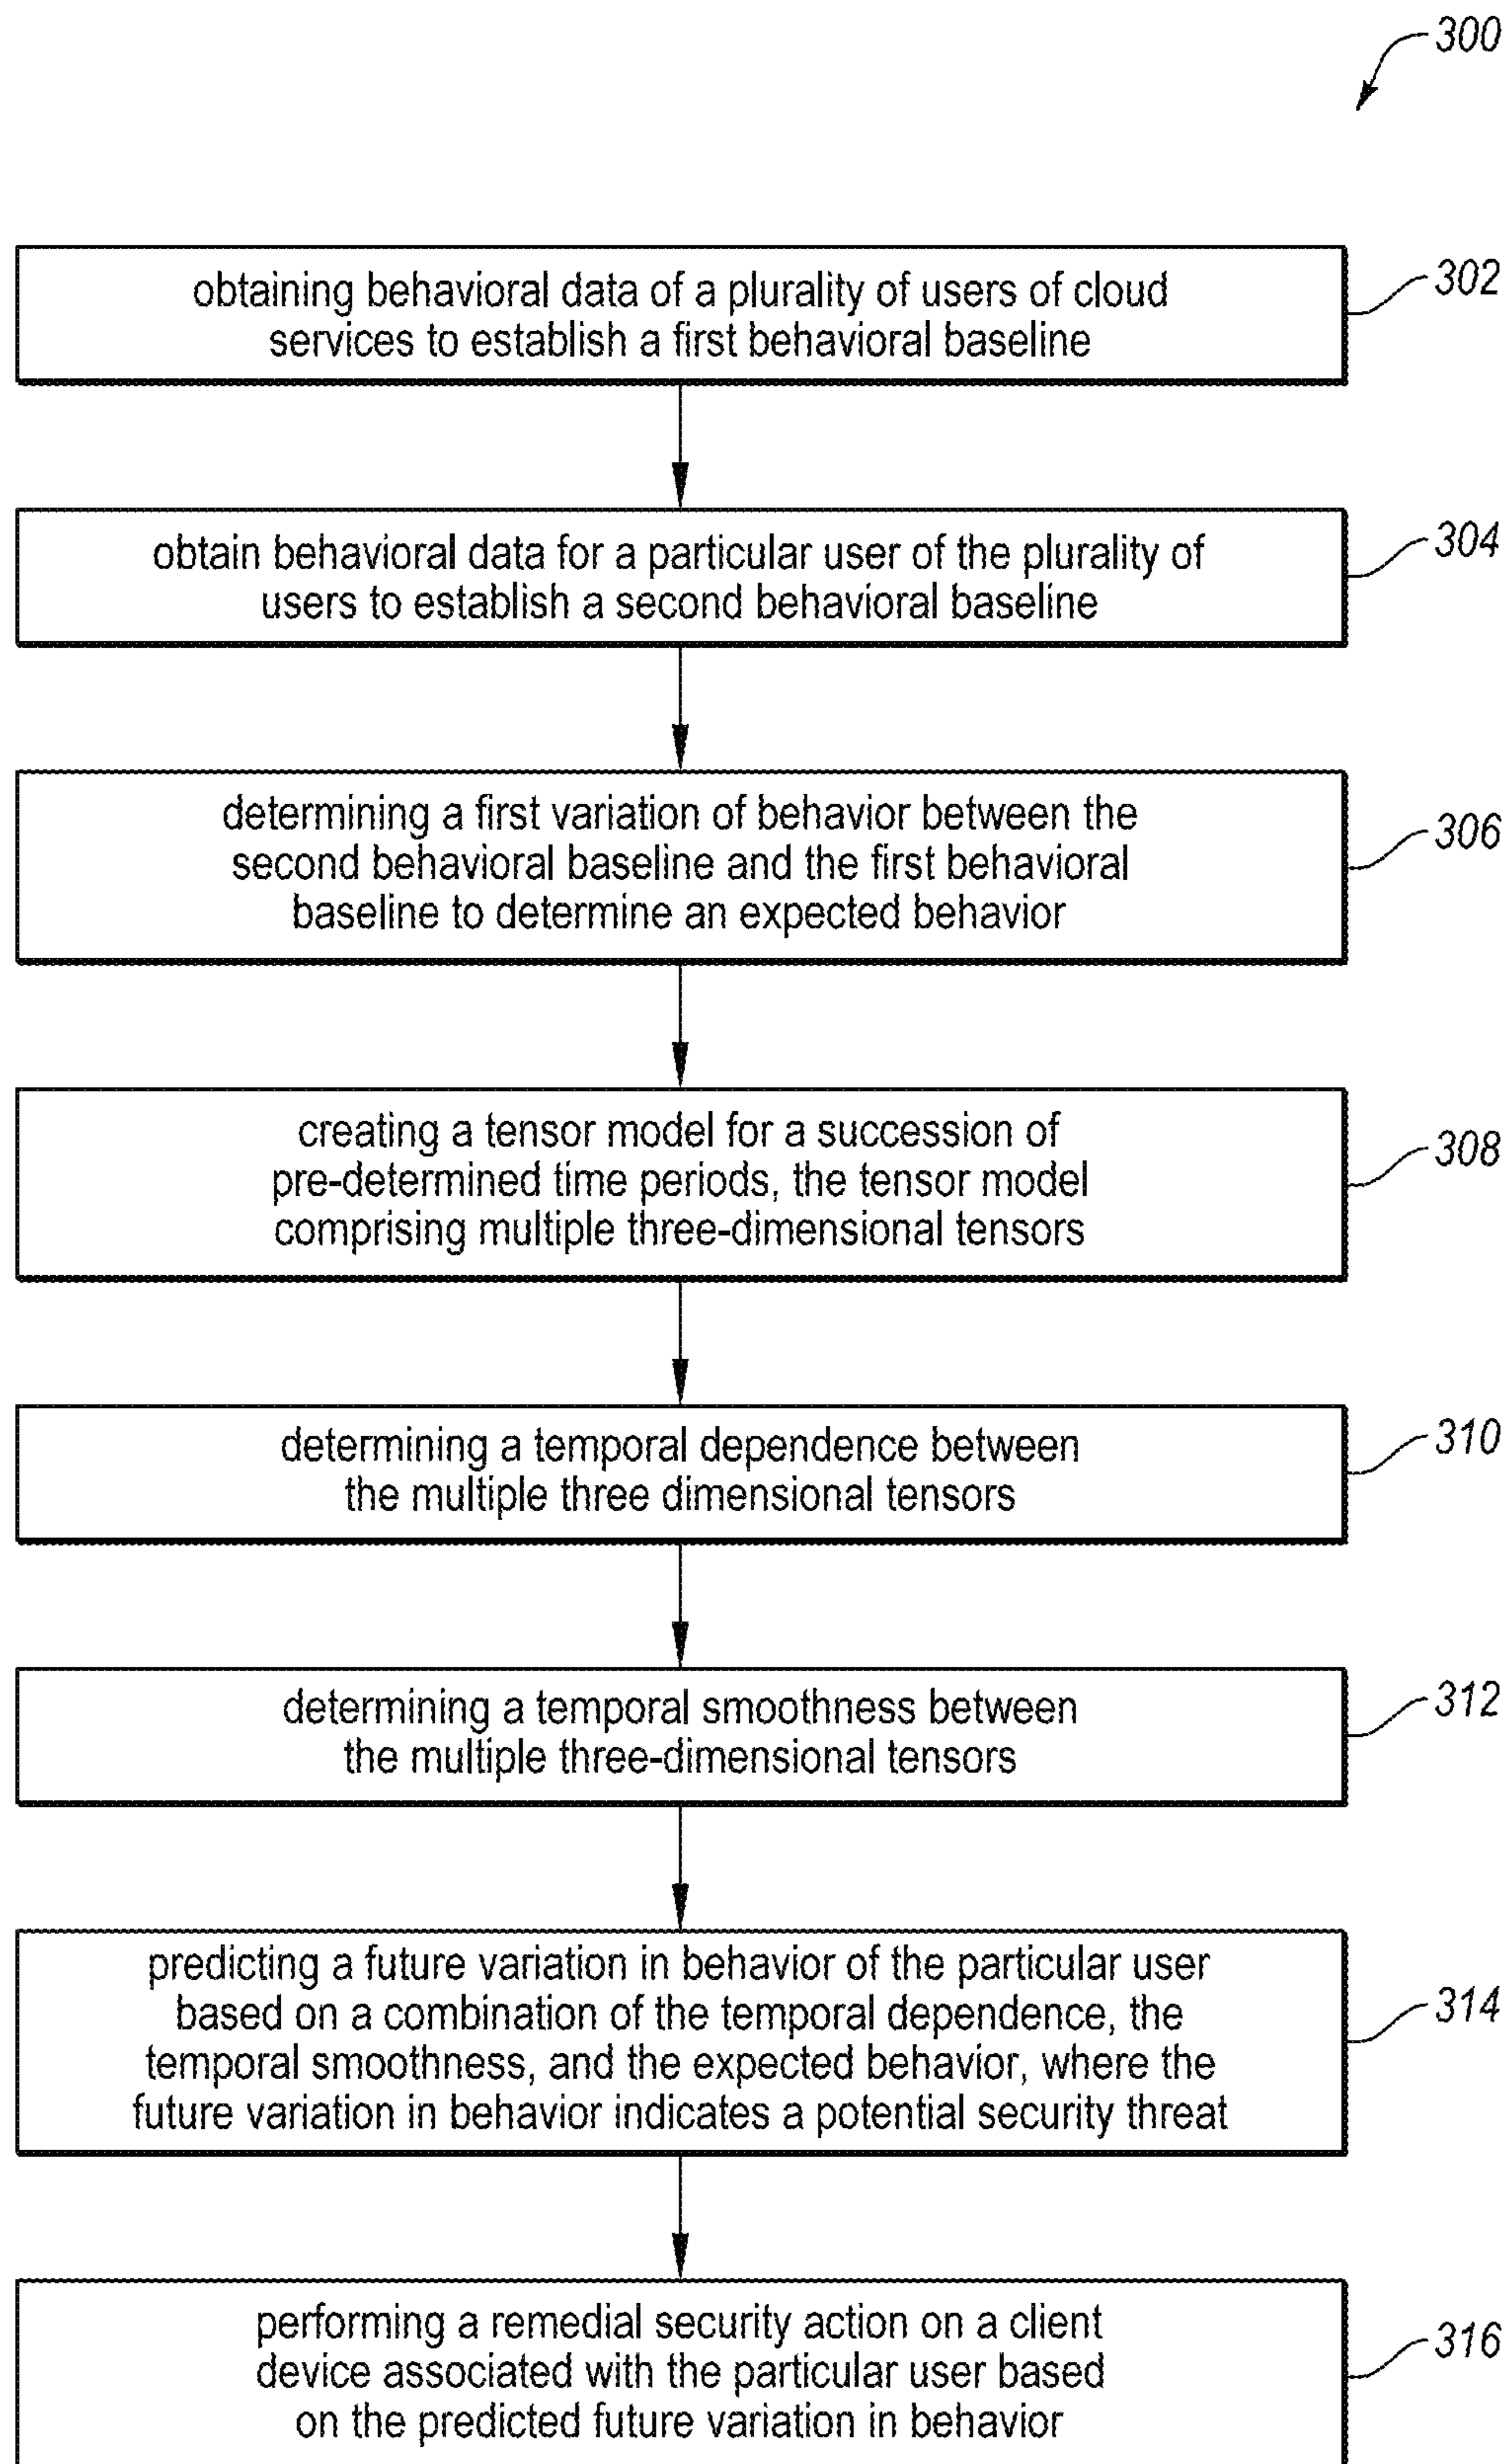 300
obtaining behavioral data of a plurality of users of cloud
services to establish a first behavioral baseline
302
obtain behavioral data for a particular user of the plurality of
users to establish a second behavioral baseline
304
determining a first variation of behavior between the
second behavioral baseline and the first behavioral
baseline to determine an expected behavior
306
creating a tensor model for a succession of
pre-determined time periods, the tensor model
comprising multiple three-dimensional tensors
308
determining a temporal dependence between
the multiple three dimensional tensors
310
determining a temporal smoothness between
the multiple three-dimensional tensors
312
predicting a future variation in behavior of the particular user
based on a combination of the temporal dependence, the
temporal smoothness, and the expected behavior, where the
future variation in behavior indicates a potential security threat
314
performing a remedial security action on a client
device associated with the particular user based
on the predicted future variation in behavior
316